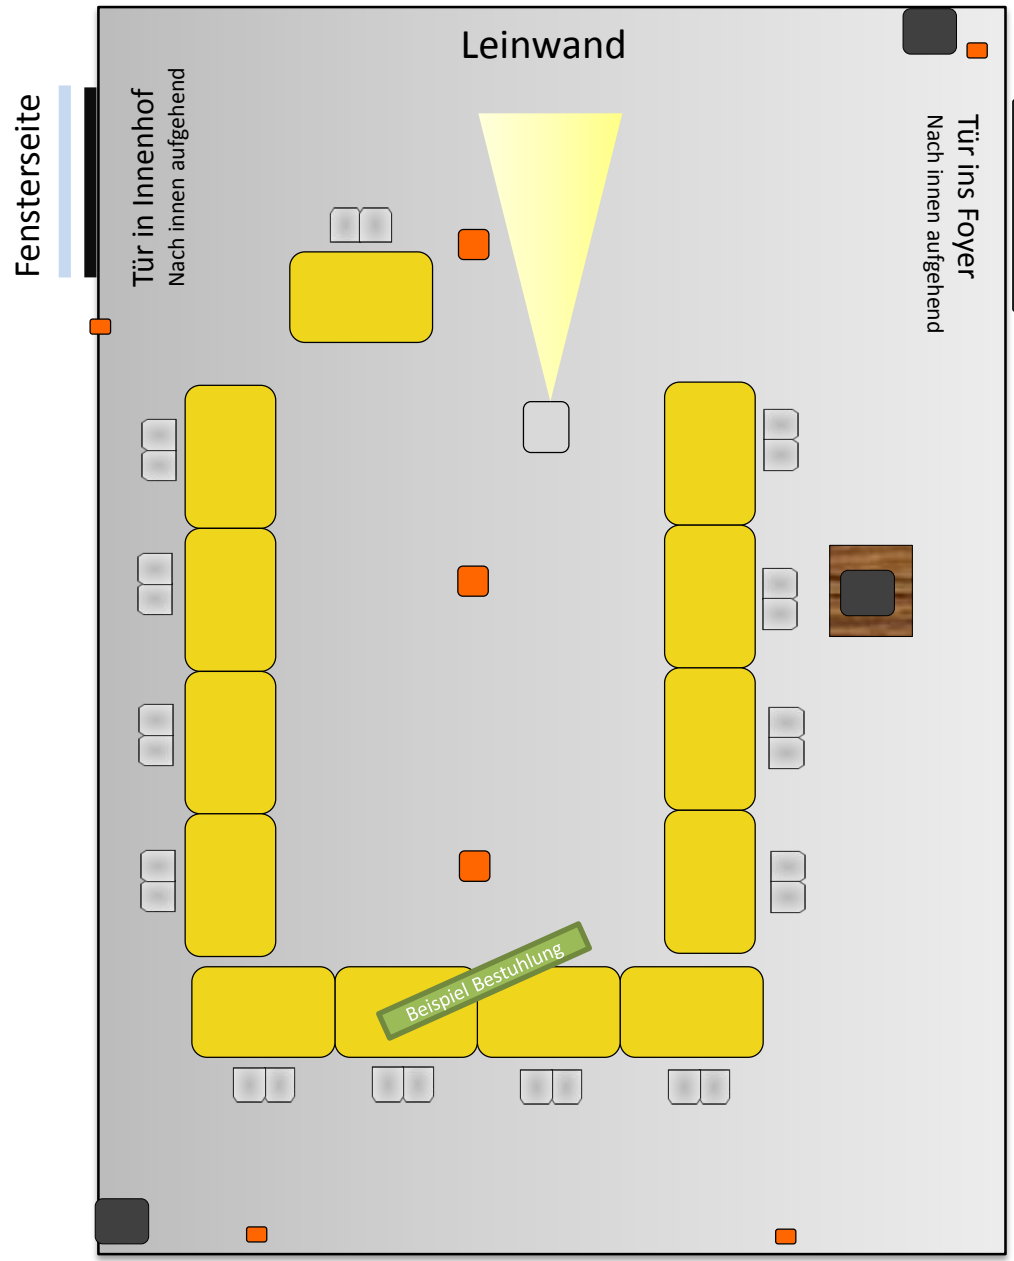 Leinwand
Fensterseite
Tür in Innenhof
Nach innen aufgehend
Tür ins Foyer
Nach innen aufgehend
Beispiel Bestuhlung